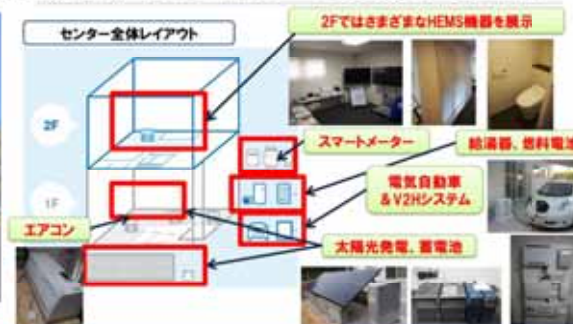 2Fではさまざまな HEMS機器を展示
センター全体レイアウト
2F
スマートメーター
給湯器、燃料電池
電気自動車
&V2Hシステム
1F
エアコン
太陽光発電、蓄電池